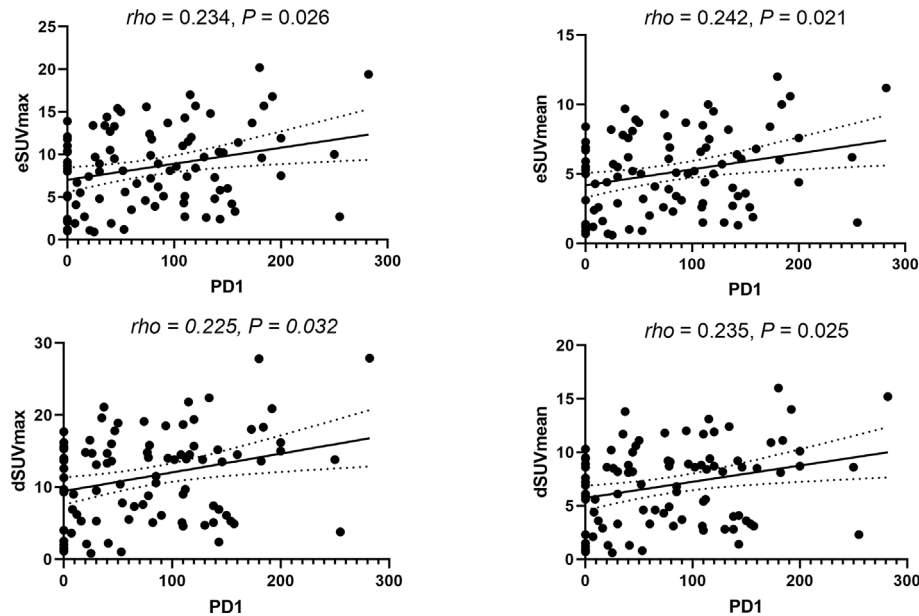 rho = 0.234, P = 0.026
25
20
15
10
5
0
eSUVmax
0 100 200 300
PD1
rho = 0.242, P = 0.021
15
10
5
0
eSUVmean
0 100 200 300
PD1
rho = 0.225, P = 0.032
30
20
10
0
dSUVmax
0 100 200 300
PD1
rho = 0.235, P = 0.025
20
15
10
5
0
dSUVmean
0 100 200 300
PD1